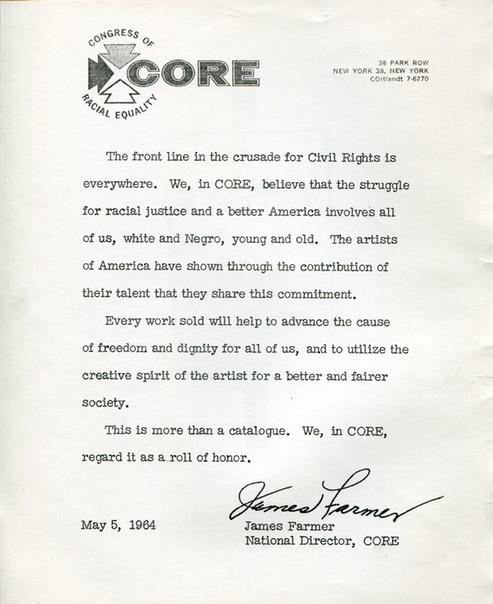 CONGRESS OF
CORE
RACIAL EQUALITY
38 PARK ROW
NEW YORK 38, NEW YORK
COrtlandt 7-6270
The front line in the crusade for Civil Rights is
everywhere. We, in CORE, believe that the struggle
for racial justice and a better America involves all
of us, white and Negro, young and old. The artists
of America have shown through the contribution of
their talent that they share this commitment.
Every work sold will help to advance the cause
of freedom and dignity for all of us, and to utilize the
creative spirit of the artist for a better and fairer
society.
This is more than a catalogue. We, in CORE,
regard it as a roll of honor.
James Farmer
May 5, 1964
James Farmer
National Director, CORE